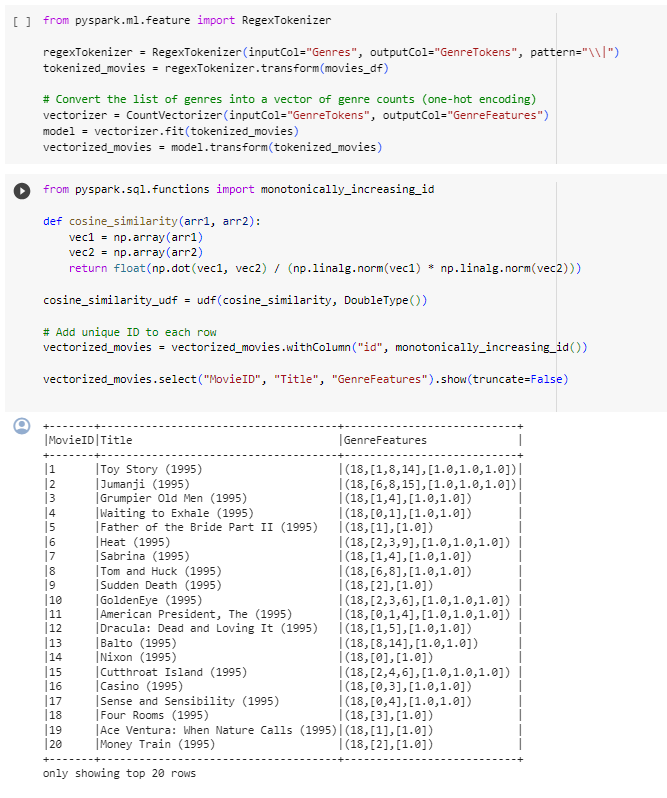 [ ] from pyspark.ml.feature import RegexTokenizer
regexTokenizer = RegexTokenizer(inputCol="Genres", outputCol="GenreTokens", pattern="\\|")
tokenized_movies = regexTokenizer.transform(movies_df)
# Convert the list of genres into a vector of genre counts (one-hot encoding)
vectorizer = CountVectorizer(inputCol="GenreTokens", outputCol="GenreFeatures")
model = vectorizer.fit(tokenized_movies)
vectorized_movies = model.transform(tokenized_movies)
from pyspark.sql.functions import monotonically_increasing_id
def cosine_similarity(arr1, arr2):
    vec1 = np.array(arr1)
    vec2 = np.array(arr2)
    return float(np.dot(vec1, vec2) / (np.linalg.norm(vec1) * np.linalg.norm(vec2)))
cosine_similarity_udf = udf(cosine_similarity, DoubleType())
# Add unique ID to each row
vectorized_movies = vectorized_movies.withColumn("id", monotonically_increasing_id())
vectorized_movies.select("MovieID", "Title", "GenreFeatures").show(truncate=False)
+-------+-------------------------------------+---------------------------+
|MovieID|Title                                |GenreFeatures              |
+-------+-------------------------------------+---------------------------+
|1      |Toy Story (1995)                     |(18,[1,8,14],[1.0,1.0,1.0])|
|2      |Jumanji (1995)                       |(18,[6,8,15],[1.0,1.0,1.0])|
|3      |Grumpier Old Men (1995)              |(18,[1,4],[1.0,1.0])       |
|4      |Waiting to Exhale (1995)             |(18,[0,1],[1.0,1.0])       |
|5      |Father of the Bride Part II (1995)   |(18,[1],[1.0])             |
|6      |Heat (1995)                          |(18,[2,3,9],[1.0,1.0,1.0]) |
|7      |Sabrina (1995)                       |(18,[1,4],[1.0,1.0])       |
|8      |Tom and Huck (1995)                  |(18,[6,8],[1.0,1.0])       |
|9      |Sudden Death (1995)                  |(18,[2],[1.0])             |
|10     |GoldenEye (1995)                     |(18,[2,3,6],[1.0,1.0,1.0]) |
|11     |American President, The (1995)       |(18,[0,1,4],[1.0,1.0,1.0]) |
|12     |Dracula: Dead and Loving It (1995)   |(18,[1,5],[1.0,1.0])       |
|13     |Balto (1995)                         |(18,[8,14],[1.0,1.0])      |
|14     |Nixon (1995)                         |(18,[0],[1.0])             |
|15     |Cutthroat Island (1995)              |(18,[2,4,6],[1.0,1.0,1.0]) |
|16     |Casino (1995)                        |(18,[0,3],[1.0,1.0])       |
|17     |Sense and Sensibility (1995)         |(18,[0,4],[1.0,1.0])       |
|18     |Four Rooms (1995)                    |(18,[3],[1.0])             |
|19     |Ace Ventura: When Nature Calls (1995)|(18,[1],[1.0])             |
|20     |Money Train (1995)                   |(18,[2],[1.0])             |
+-------+-------------------------------------+---------------------------+
only showing top 20 rows